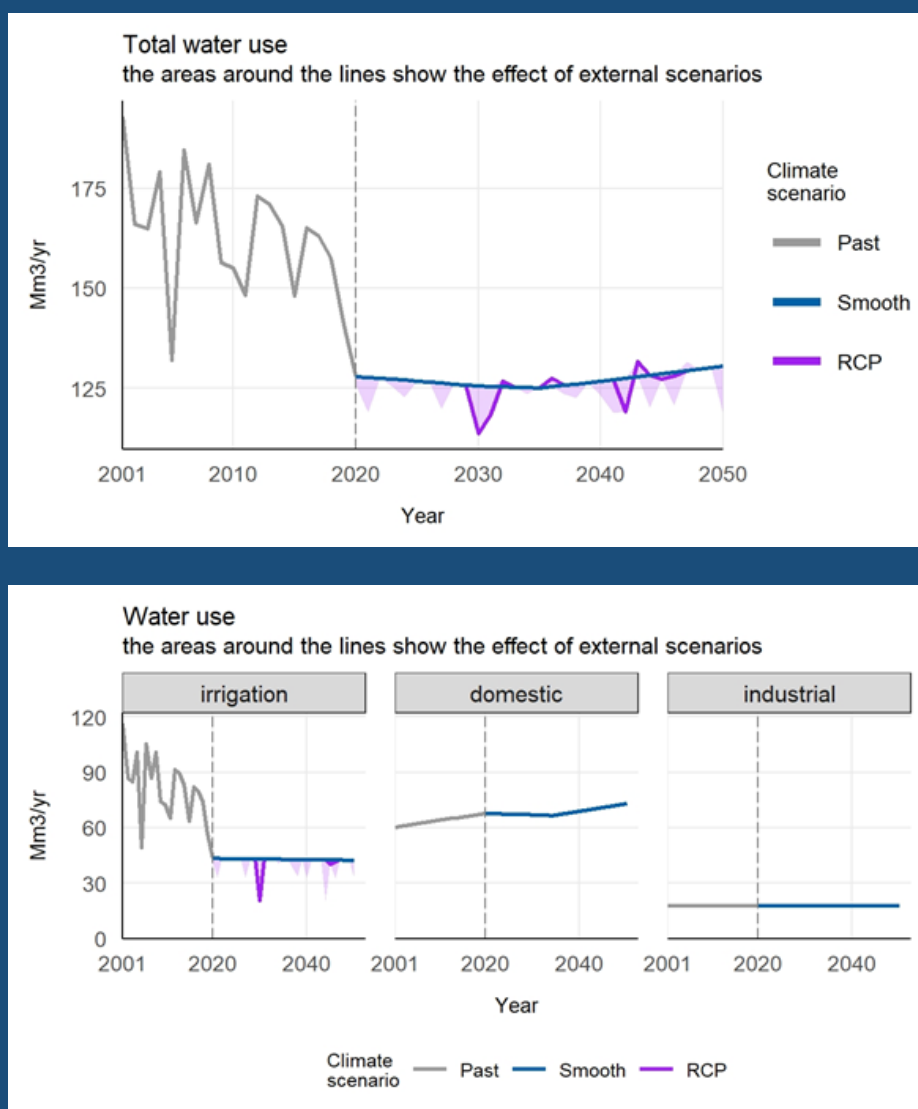 Total water use
the areas around the lines show the effect of external scenarios
Mm3/yr
175
150
125
2001 2010 2020 2030 2040 2050
Year
Climate
scenario
Past
Smooth
RCP
Water use
the areas around the lines show the effect of external scenarios
irrigation domestic industrial
Mm3/yr
120
90
60
30
0
2001 2020 2040 2001 2020 2040 2001 2020 2040
Year
Climate
scenario
Past Smooth RCP